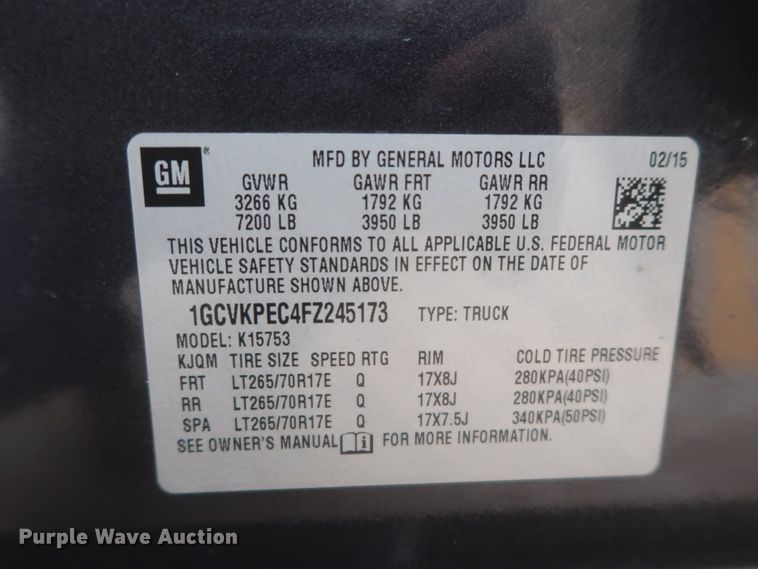 GM
®
MFD BY GENERAL MOTORS LLC 02/15
GVWR GAWR FRT GAWR RR
3266 KG 1792 KG 1792 KG
7200 LB 3950 LB 3950 LB
THIS VEHICLE CONFORMS TO ALL APPLICABLE U.S. FEDERAL MOTOR
VEHICLE SAFETY STANDARDS IN EFFECT ON THE DATE OF
MANUFACTURE SHOWN ABOVE.
1GCVKPEC4FZ245173 TYPE: TRUCK
MODEL: K15753
KJQM TIRE SIZE SPEED RTG RIM COLD TIRE PRESSURE
FRT LT265/70R17E Q 17X8J 280KPA(40PSI)
RR LT265/70R17E Q 17X8J 280KPA(40PSI)
SPA LT265/70R17E Q 17X7.5J 340KPA(50PSI)
SEE OWNER'S MANUAL i FOR MORE INFORMATION.
Purple Wave Auction